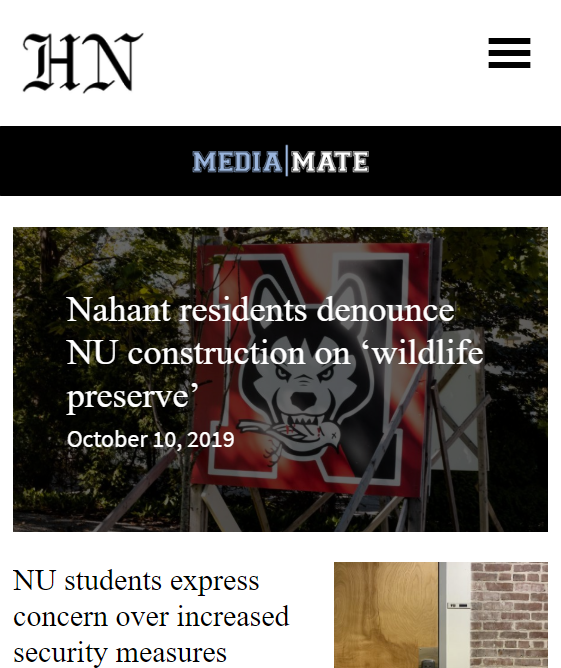 HN
MEDIA|MATE
Nahant residents denounce
NU construction on ‘wildlife
preserve’
October 10, 2019
NU students express
concern over increased
security measures